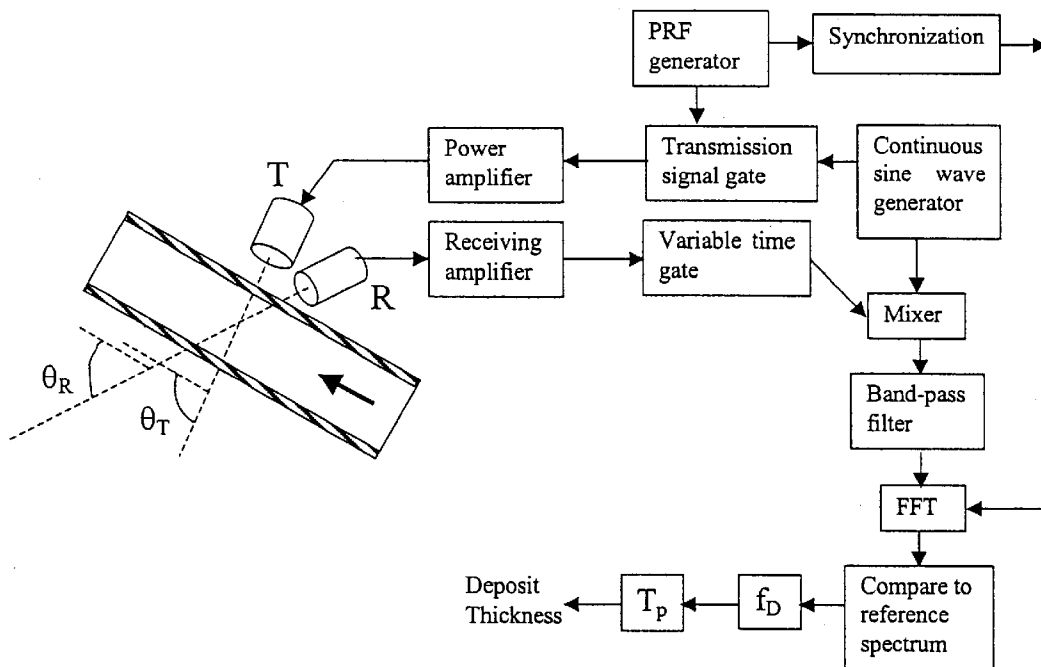 PRF
generator
Synchronization
Power
amplifier
Transmission
signal gate
Continuous
sine wave
generator
T
Receiving
amplifier
Variable time
gate
R
Mixer
θR
θT
Band-pass
filter
FFT
Deposit
Thickness
Tp
fD
Compare to
reference
spectrum